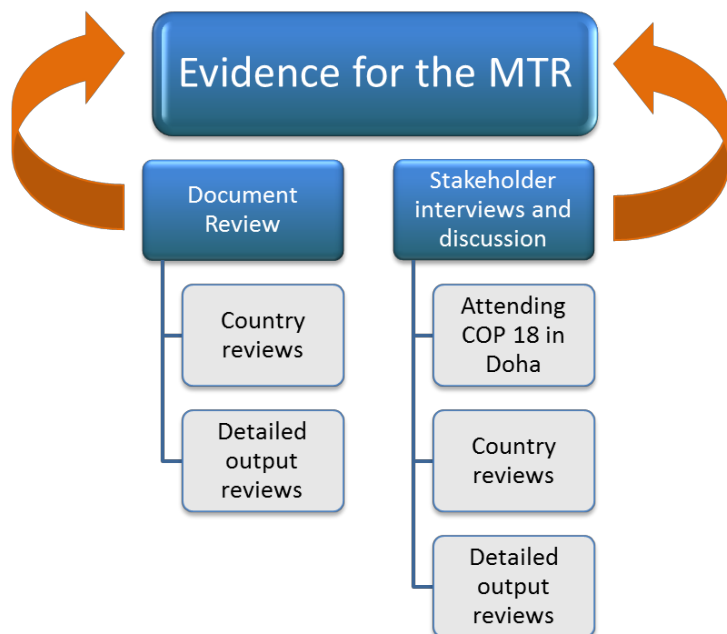 Evidence for the MTR
Document
Review
Country
reviews
Detailed
output
reviews
Stakeholder
interviews and
discussion
Attending
COP 18 in
Doha
Country
reviews
Detailed
output
reviews